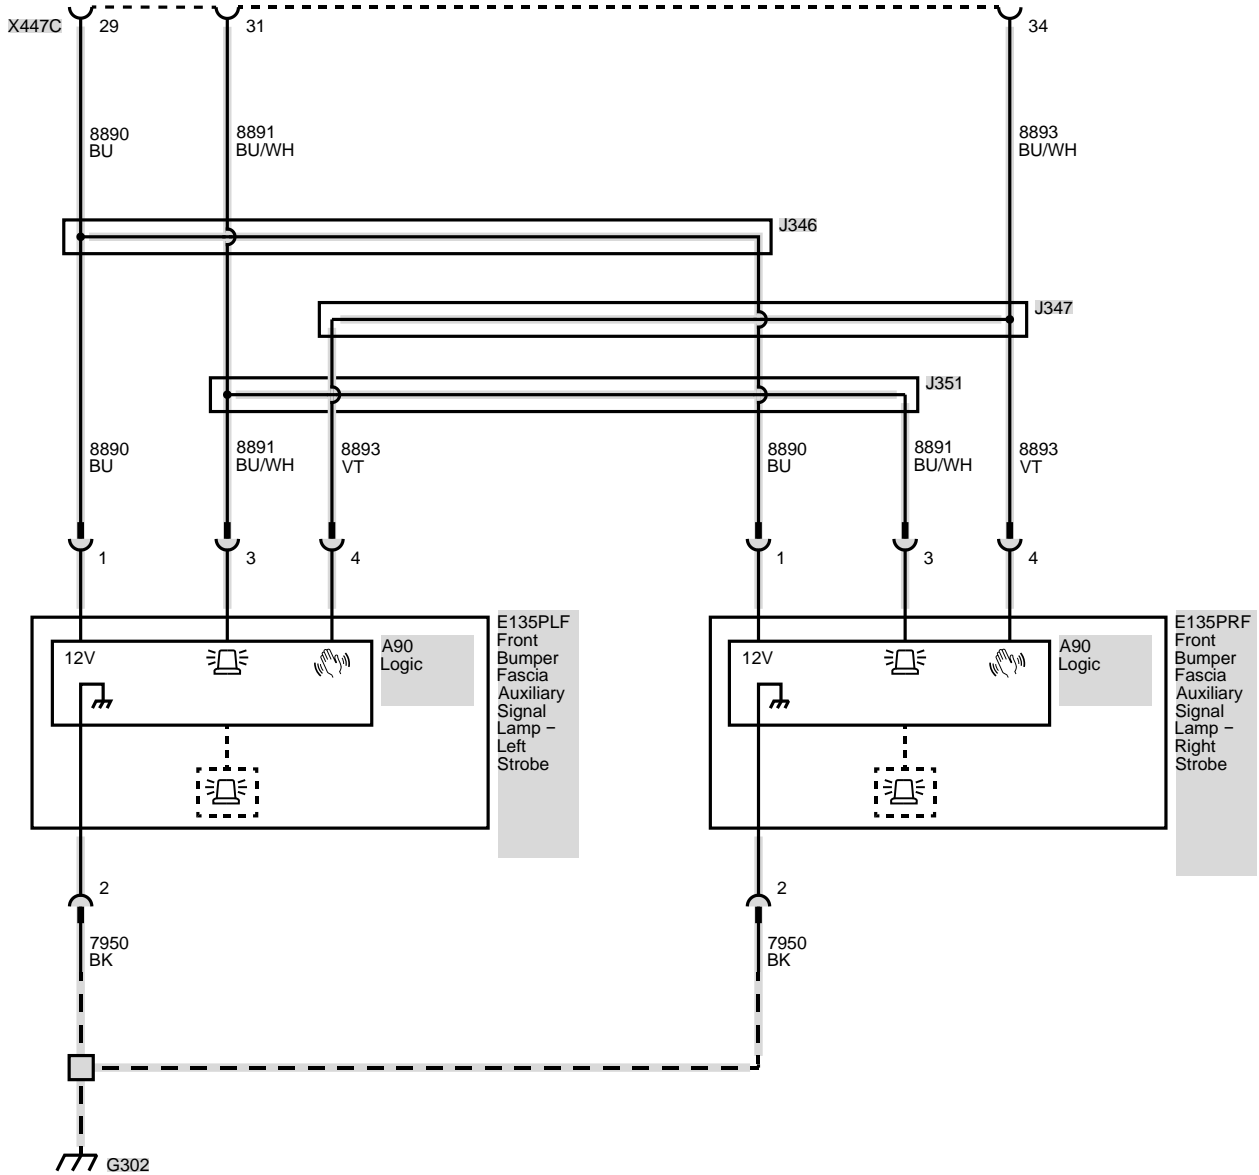 X447C
29
31
34
8890
BU
8891
BU/WH
8893
BU/WH
J346
J347
J351
8890
BU
8891
BU/WH
8893
VT
8890
BU
8891
BU/WH
8893
VT
1
3
4
1
3
4
12V
A90
Logic
E135PLF
Front
Bumper
Fascia
Auxiliary
Signal
Lamp –
Left
Strobe
12V
A90
Logic
E135PRF
Front
Bumper
Fascia
Auxiliary
Signal
Lamp –
Right
Strobe
2
2
7950
BK
7950
BK
G302